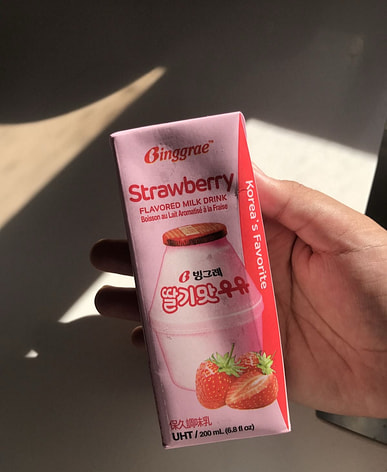 Binggrae™
Strawberry
FLAVORED MILK DRINK
Boisson au Lait Aromatisé à la Fraise
Korea's Favorite
빙그레
딸기맛우유
保久調味乳
UHT / 200 mL (6.8 fl oz)